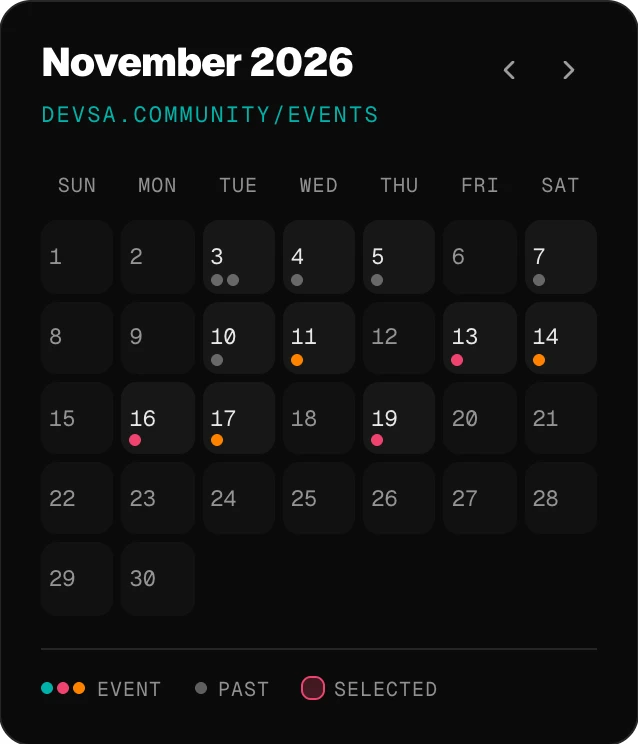 November 2026
DEVSA.COMMUNITY/EVENTS
SUN MON TUE WED THU FRI SAT
1 2 3 4 5 6 7
8 9 10 11 12 13 14
15 16 17 18 19 20 21
22 23 24 25 26 27 28
29 30
EVENT PAST SELECTED